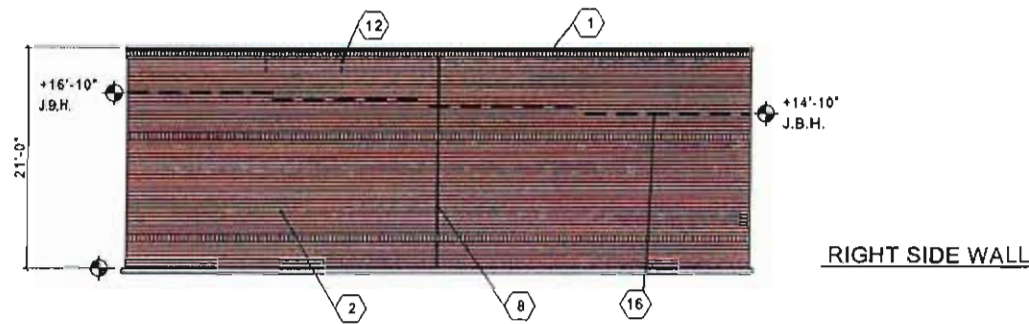 12
1
+16'-10"
J.B.H.
+14'-10"
J.B.H.
21'-0"
RIGHT SIDE WALL
2
8
16